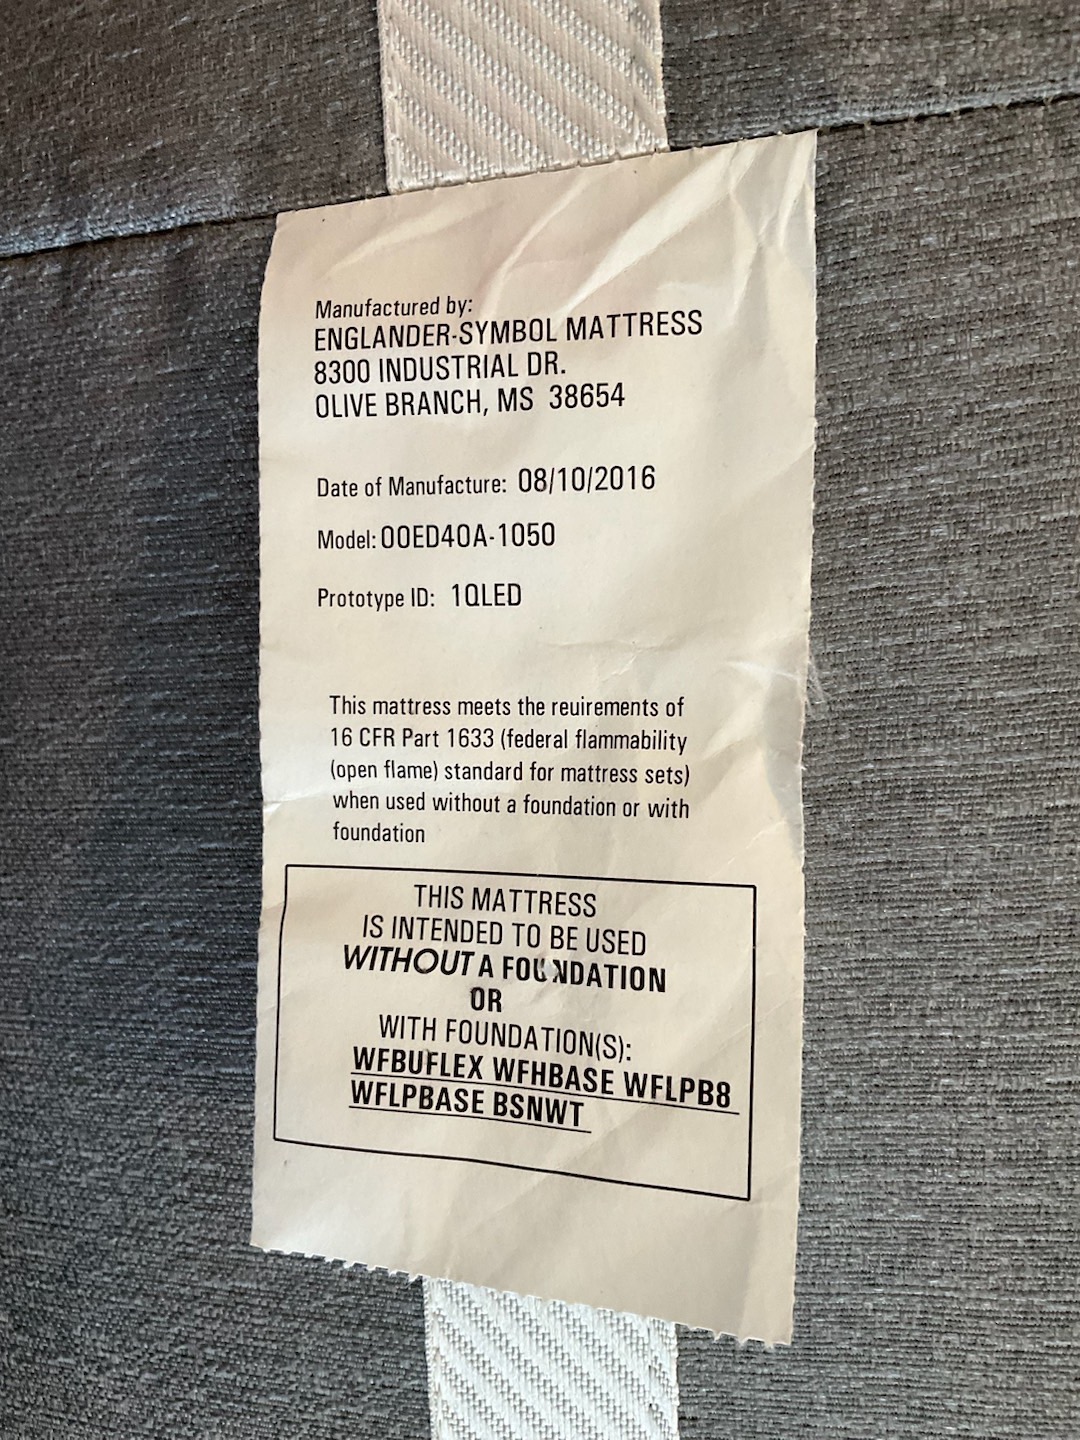 Manufactured by:
ENGLANDER-SYMBOL MATTRESS
8300 INDUSTRIAL DR.
OLIVE BRANCH, MS 38654
Date of Manufacture: 08/10/2016
Model: 00ED40A-1050
Prototype ID: 1QLED
This mattress meets the reuirements of
16 CFR Part 1633 (federal flammability
(open flame) standard for mattress sets)
when used without a foundation or with
foundation
THIS MATTRESS
IS INTENDED TO BE USED
WITHOUT A FOUNDATION
OR
WITH FOUNDATION(S):
WFBUFLEX WFHBASE WFLPB8
WFLPBASE BSNWT